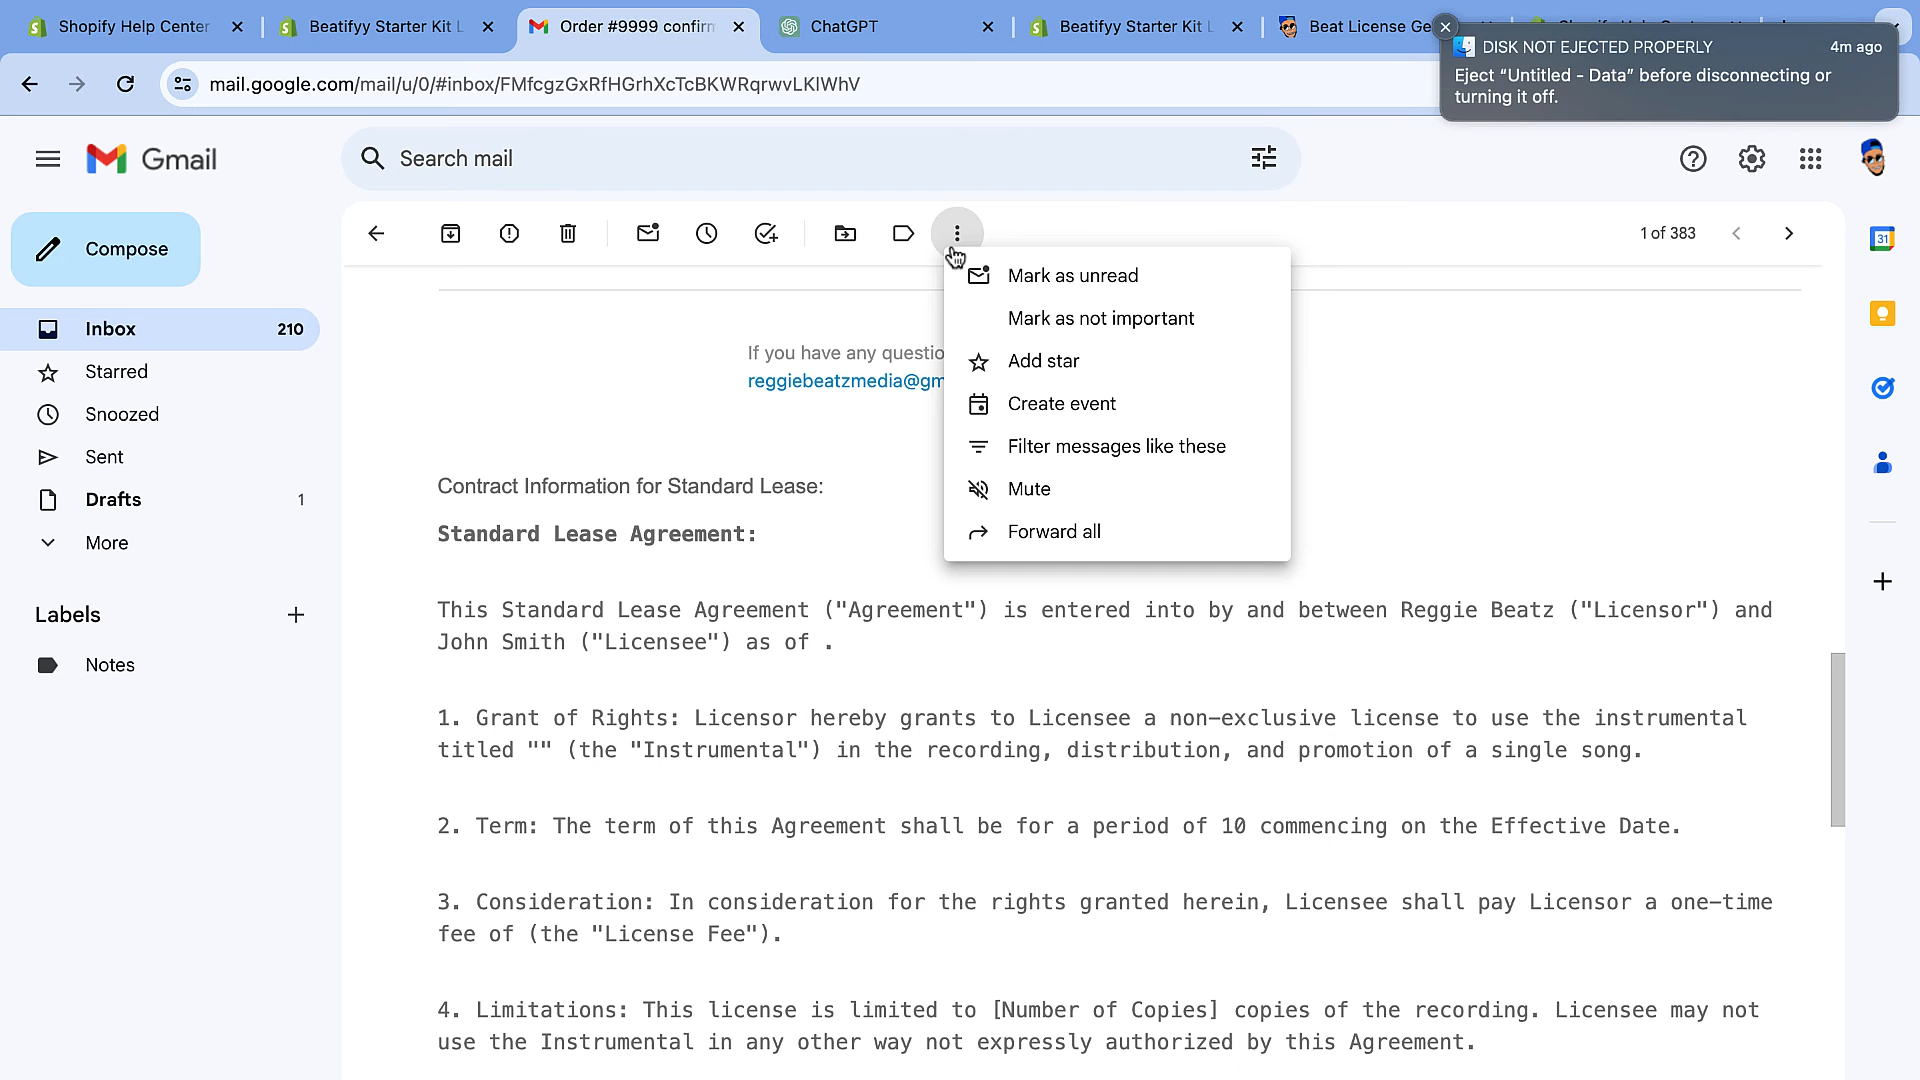 Shopify Help Center
Beatifyy Starter Kit L
Order #9999 confirm
ChatGPT
Beatifyy Starter Kit L
Beat License Ge
DISK NOT EJECTED PROPERLY
4m ago
Eject “Untitled - Data” before disconnecting or
turning it off.
mail.google.com/mail/u/0/#inbox/FMfcgzGxRfHGrhXcTcBKWRqrwvLKlWhV
Gmail
Search mail
Compose
1 of 383
31
Inbox 210
Starred
Snoozed
Sent
Drafts 1
More
Labels
Notes
Mark as unread
Mark as not important
Add star
Create event
Filter messages like these
Mute
Forward all
If you have any questio
reggiebeatzmedia@gm
Contract Information for Standard Lease:
Standard Lease Agreement:
This Standard Lease Agreement ("Agreement") is entered into by and between Reggie Beatz ("Licensor") and
John Smith ("Licensee") as of .
1. Grant of Rights: Licensor hereby grants to Licensee a non-exclusive license to use the instrumental
titled "" (the "Instrumental") in the recording, distribution, and promotion of a single song.
2. Term: The term of this Agreement shall be for a period of 10 commencing on the Effective Date.
3. Consideration: In consideration for the rights granted herein, Licensee shall pay Licensor a one-time
fee of (the "License Fee").
4. Limitations: This license is limited to [Number of Copies] copies of the recording. Licensee may not
use the Instrumental in any other way not expressly authorized by this Agreement.